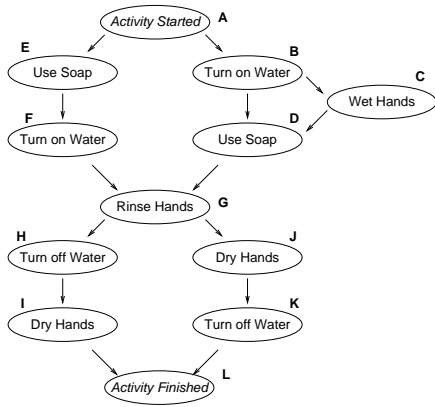 Activity Started A
E
B
Use Soap
Turn on Water
C
Wet Hands
F
D
Turn on Water
Use Soap
Rinse Hands G
H
J
Turn off Water
Dry Hands
I
K
Dry Hands
Turn off Water
Activity Finished L